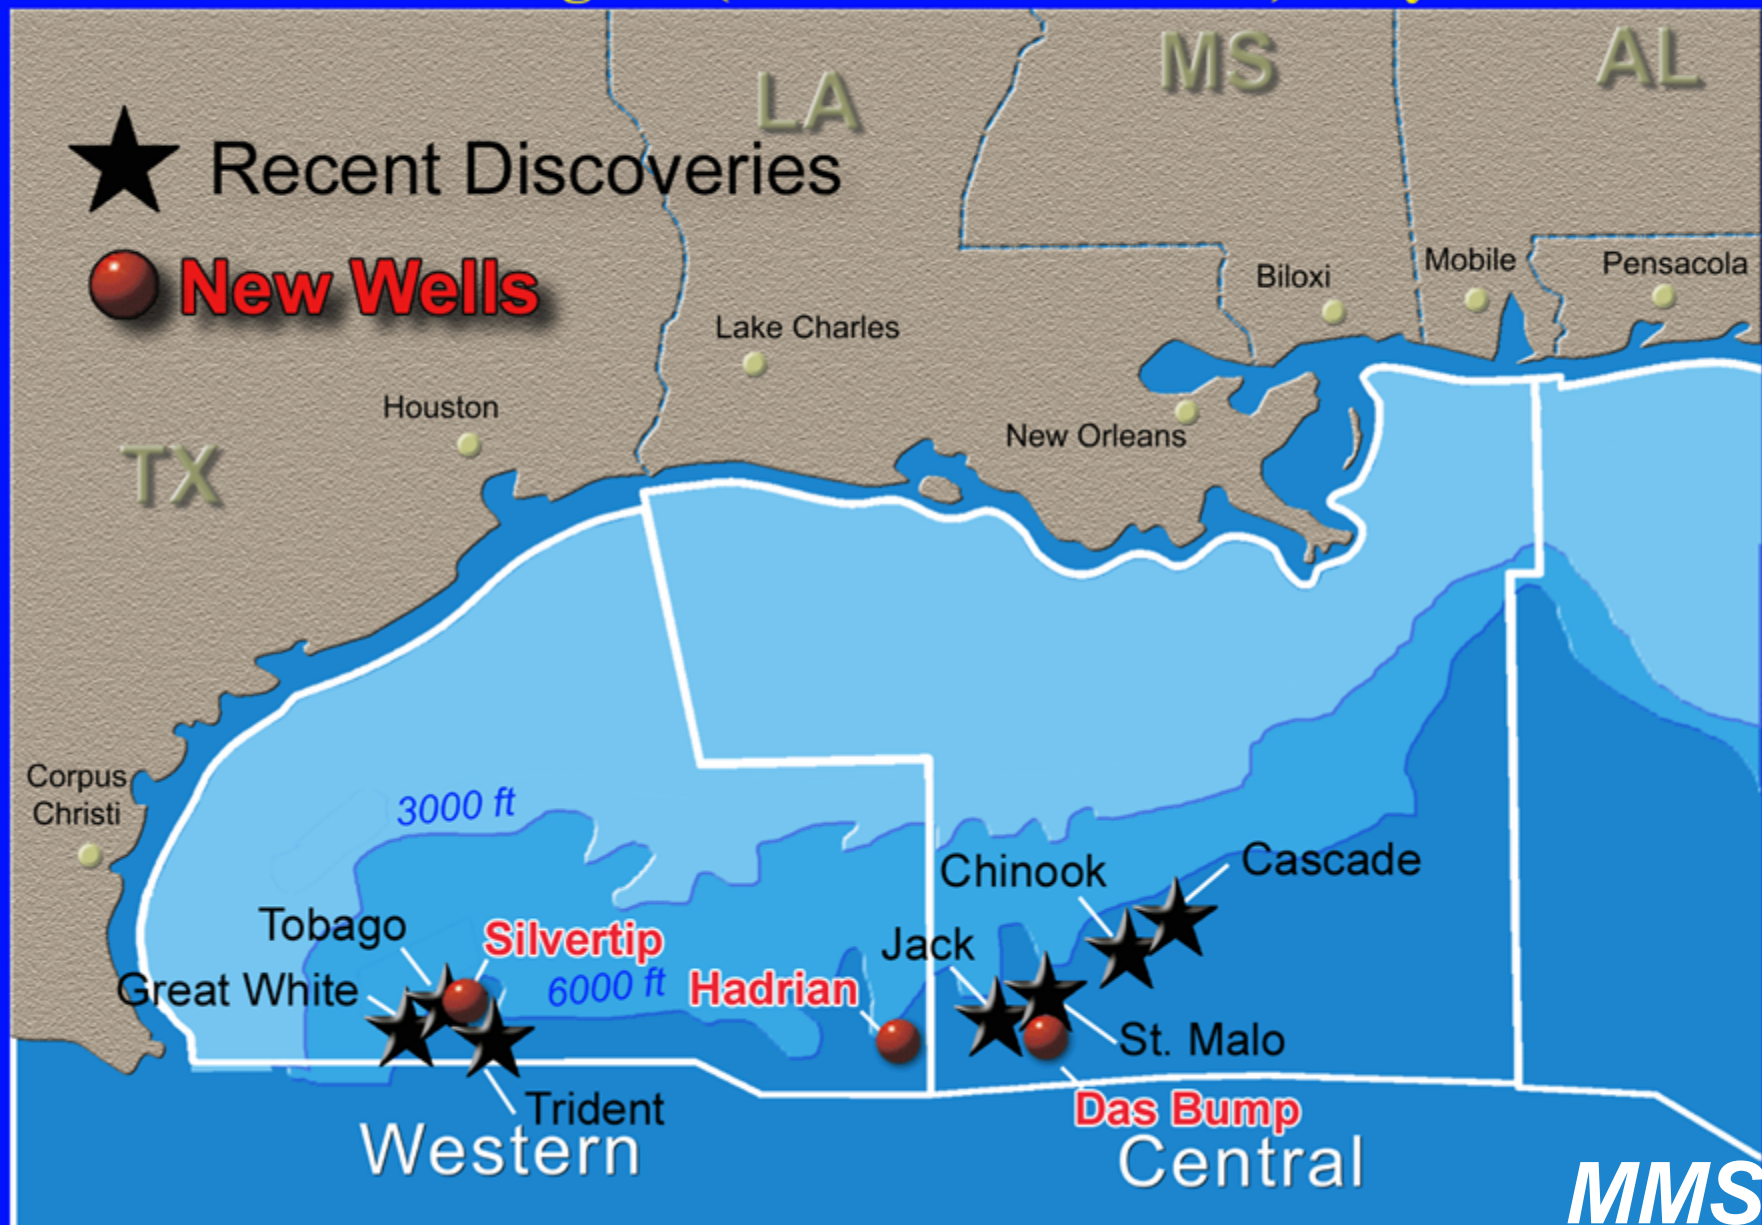 LA
MS
AL
Recent Discoveries
New Wells
Biloxi
Mobile
Pensacola
Lake Charles
Houston
New Orleans
TX
Corpus
Christi
3000 ft
Chinook
Cascade
Tobago
Silvertip
Jack
Great White
6000 ft
Hadrian
St. Malo
Trident
Das Bump
Western
Central
MMS